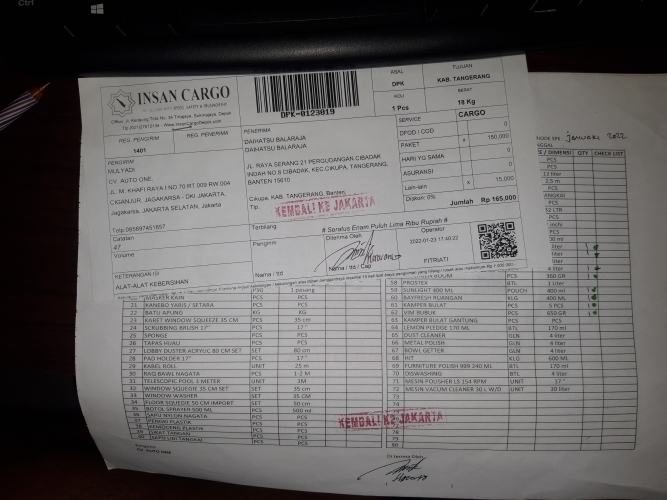 Ctrl
INSAN CARGO
DPK-0123019
ASAL
TUJUAN
DPK
KAB. TANGERANG
KOLI
BERAT
1 Pcs
18 Kg
SERVICE
CARGO
DFOD / COD
0
PAKET
x 150,000
HARI YG SAMA
0
ASURANSI
0
Lain-lain
x 15,000
Diskon: 0%
Jumlah Rp 165,000
REG. PENGIRIM
REG. PENERIMA
1401
PENGIRIM
MULYADI
CV. AUTO ONE,
JL. M. KHAFI RAYA I NO.70 RT 009 RW 004
CIGANJUR, JAGAKARSA - DKI JAKARTA,
Jagakarsa, JAKARTA SELATAN, Jakarta
Telp.085697451857
Catatan
47
Volume
KETERANGAN ISI
ALAT-ALAT KEBERSIHAN
PENERIMA
DAIHATSU BALARAJA
DAIHATSU BALARAJA
JL. RAYA SERANG 21 PERGUDANGAN CIBADAK
INDAH NO.8 CIBADAK, KEC.CIKUPA, TANGERANG,
BANTEN 15610
Cikupa, KAB. TANGERANG, Banten,
Tlp.
KEMBALI KE JAKARTA
Terbilang
# Seratus Enam Puluh Lima Ribu Rupiah #
Pengirim
Diterima Oleh
Operator
2022-01-23 17:40:22
FITRIATI
Nama / ttd
Nama / ttd / Cap
JANUARI 2022
QTY
CHECK LIST
21 KANEBO YARIS / SETARA PCS PCS
22 BATU APUNG KG KG
23 KARET WINDOW SQUEEZE 35 CM PCS 35 cm
24 SCRUBBING BRUSH 17" PCS 17"
25 SPONGE PCS PCS
26 TAPAS HIJAU PCS PCS
27 LOBBY DUSTER ACRYLIC 80 CM SET SET 80 cm
28 PAD HOLDER 17" PCS 17"
29 KABEL ROLL UNIT 25 m
30 RAQ BAWL NAGATA PCS 1-2 M
31 TELESCOPIC POLE 3 METER UNIT 3M
32 WINDOW SQUEGIE 35 CM SET SET 35 cm
33 WINDOW WASHER SET 35 CM
34 FLOOR SQUEGIE 50 CM IMPORT SET 50 cm
35 BOTOL SPRAYER 500 ML PCS 500 ml
36 SAPU NYLON NAGATA PCS PCS
37 PENGKI PLASTIK PCS PCS
38 KEMOCENG PLASTIK PCS PCS
39 SIKAT TANGAN PCS PCS
40 SAPU LIDI TANGKAI PCS PCS
58 PROSTEX BTL 1 Liter
59 SUNLIGHT 800 ML POUCH 400 ml
60 BAYFRESH RUANGAN KLG 400 ML
61 KAMPER BULAT PCS 5 PCS
62 VIM BUBUK KLG 650 GR
63 KAMPER BULAT GANTUNG PCS PCS
64 LEMON PLEDGE 170 ML BTL 170 ml
65 DUST CLEANER GLN 4 liter
66 METAL POLISH GLN 4 liter
67 BOWL GETTER GLN 4 liter
68 HIT KLG 600 ML
69 FURNITURE POLISH 999 240 ML BTL 170 ml
70 DISWASHING BTL 4 liter
71 MESIN POLISHER LS 154 RPM UNIT 17"
72 MESIN VACUM CLEANER 30 L W/D UNIT 30 liter
KEMBALI KE JAKARTA
Di terima Oleh